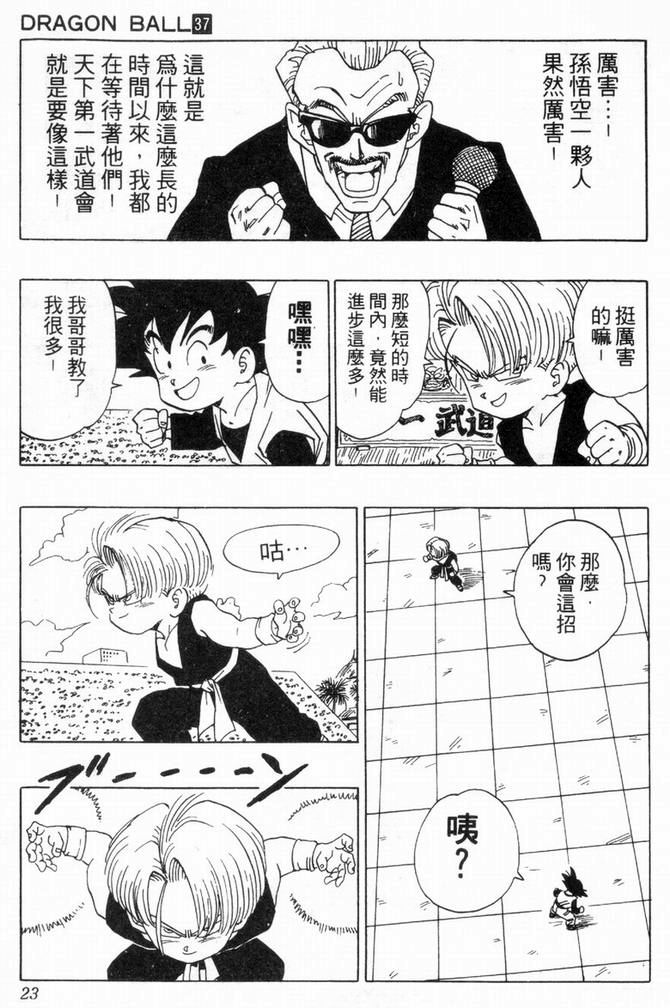 DRAGON BALL 37
厲害…！
孫悟空一夥人
果然厲害！
這就是
為什麼這麼長的
時間以來，我都
在等待著他們！
天下第一武道會
就是要像這樣！
挺厲害
的嘛！
那麼短的時
間內，竟然能
進步這麼多！
一武道
嘿
嘿…
我哥哥教了
我很多！
那麼，
你會這招
嗎？
咦？
咕…
ブーーーーン
23